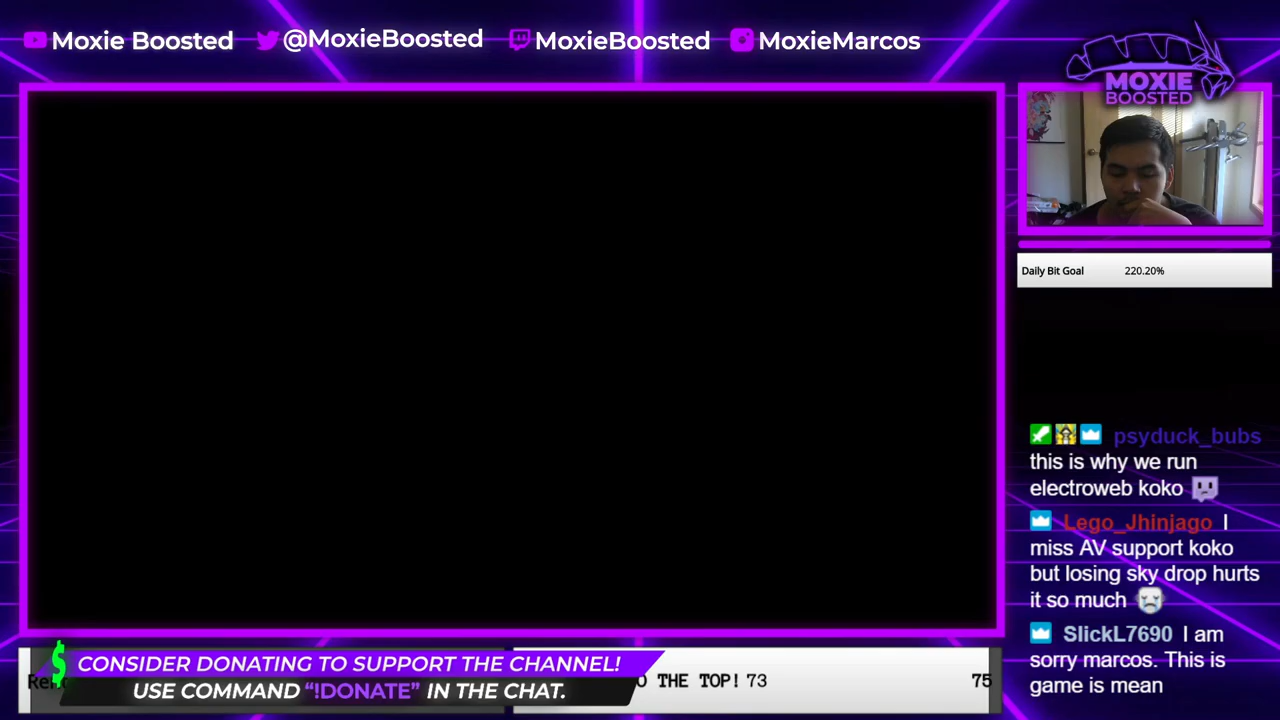 Moxie Boosted @MoxieBoosted MoxieBoosted MoxieMarcos
MOXIE
BOOSTED
Daily Bit Goal 220.20%
psyduck_bubs
this is why we run
electroweb koko
Lego_Jhinjago I
miss AV support koko
but losing sky drop hurts
it so much
SlickL7690 I am
sorry marcos. This is
game is mean
CONSIDER DONATING TO SUPPORT THE CHANNEL!
USE COMMAND “!DONATE” IN THE CHAT.
THE TOP! 73 75